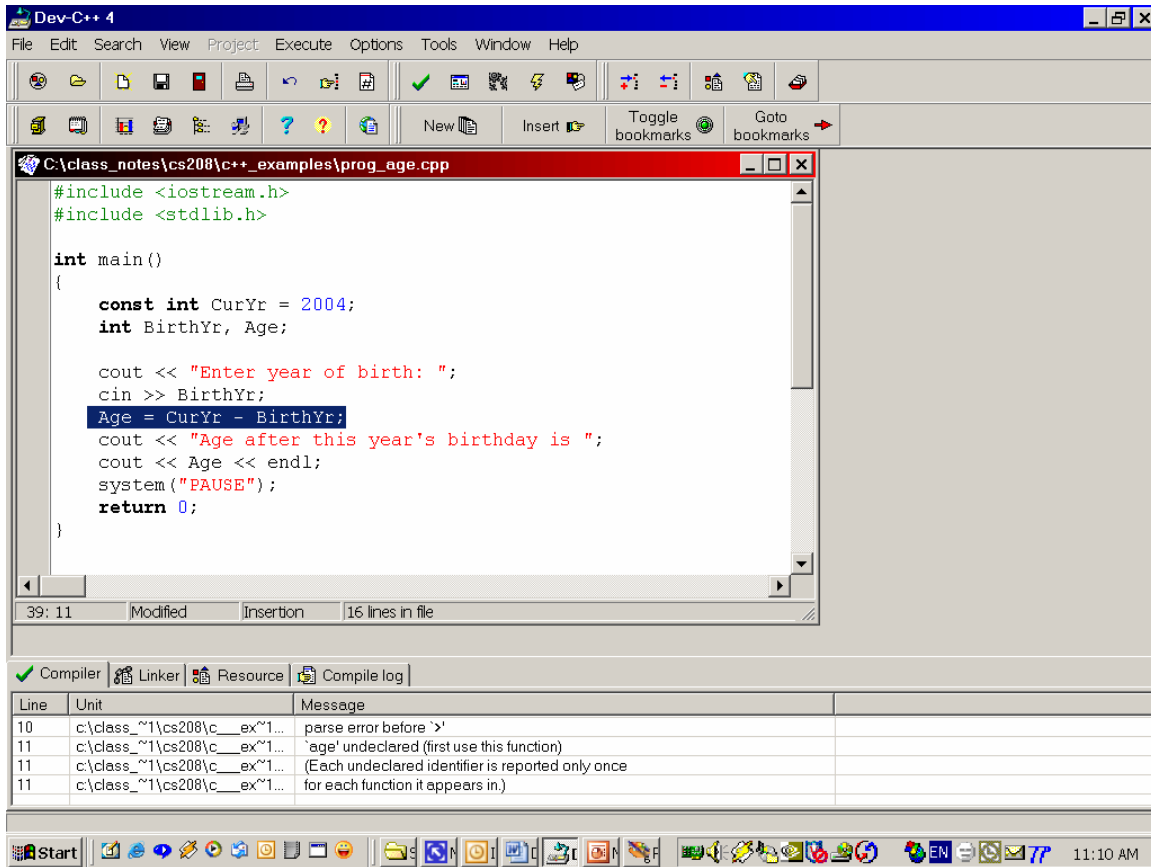 Dev-C++ 4
File Edit Search View Project Execute Options Tools Window Help
New Insert Toggle bookmarks Goto bookmarks
C:\class_notes\cs208\c++_examples\prog_age.cpp
#include <iostream.h>
#include <stdlib.h>
int main()
{
const int CurYr = 2004;
int BirthYr, Age;
cout << "Enter year of birth: ";
cin >> BirthYr;
Age = CurYr - BirthYr;
cout << "Age after this year's birthday is ";
cout << Age << endl;
system("PAUSE");
return 0;
}
39: 11 Modified Insertion 16 lines in file
Compiler Linker Resource Compile log
Line Unit Message
10 c:\class_~1\cs208\c___ex~1... parse error before `>'
11 c:\class_~1\cs208\c___ex~1... `age' undeclared (first use this function)
11 c:\class_~1\cs208\c___ex~1... (Each undeclared identifier is reported only once
11 c:\class_~1\cs208\c___ex~1... for each function it appears in.)
Start EN 11:10 AM